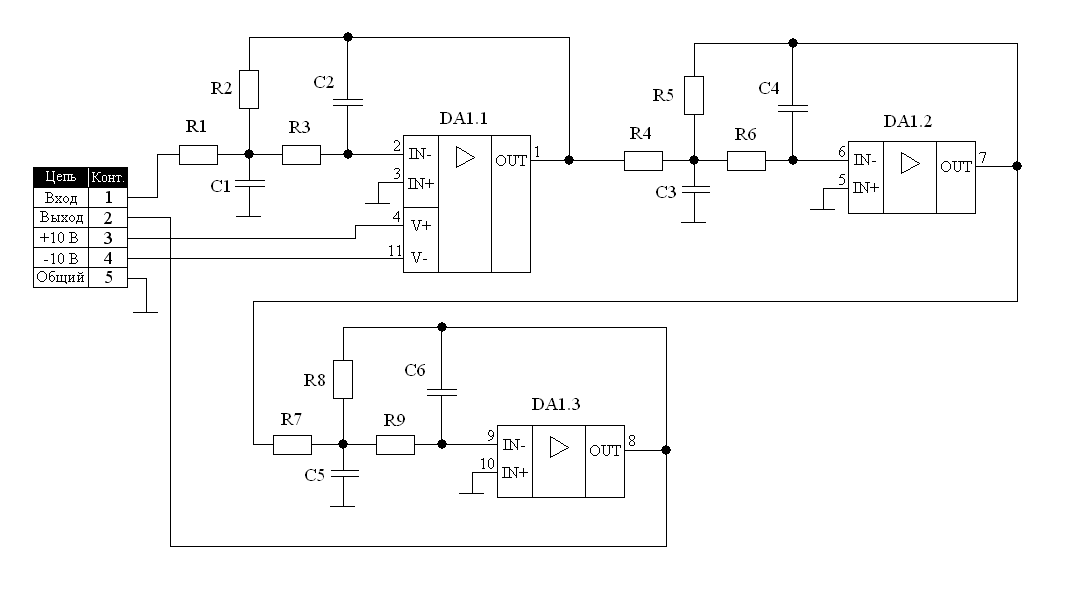 R2
C2
R1
R3
C1
DA1.1
2 IN-
3 IN+
4 V+
11 V-
OUT 1
R5
C4
R4
R6
C3
DA1.2
6 IN-
5 IN+
OUT 7
Цепь Конт.
Вход 1
Выход 2
+10 В 3
-10 В 4
Общий 5
R8
C6
R7
R9
C5
DA1.3
9 IN-
10 IN+
OUT 8